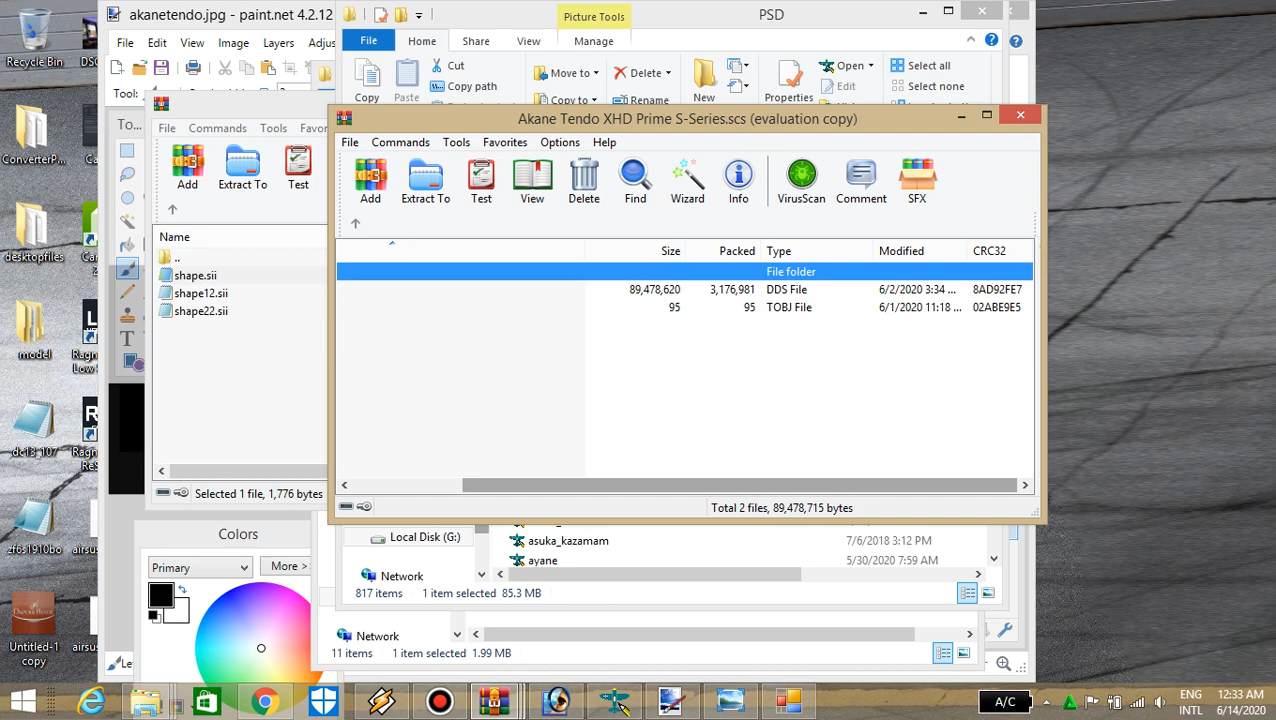 akanetendo.jpg - paint.net 4.2.12
File Edit View Image Layers Adjus
Tool:
To...
T
Picture Tools
PSD
File Home Share View Manage
Copy
Paste
Cut
Copy path
Move to
Copy to
Delete
Rename
New
Properties
Open
Edit
Select all
Select none
File Commands Tools Favor
Add Extract To Test
Name
..
shape.sii
shape12.sii
shape22.sii
Selected 1 file, 1,776 bytes
Akane Tendo XHD Prime S-Series.scs (evaluation copy)
File Commands Tools Favorites Options Help
Add Extract To Test View Delete Find Wizard Info VirusScan Comment SFX
Size Packed Type Modified CRC32
File folder
89,478,620 3,176,981 DDS File 6/2/2020 3:34 ... 8AD92FE7
95 95 TOBJ File 6/1/2020 11:18 ... 02ABE9E5
Total 2 files, 89,478,715 bytes
Local Disk (G:)
Network
asuka_kazamam 7/6/2018 3:12 PM
ayane 5/30/2020 7:59 AM
817 items 1 item selected 85.3 MB
Network
11 items 1 item selected 1.99 MB
Colors
Primary
More >
Recycle Bin
ConverterP...
desktopfiles
model
dc13_107
zf6s1910bo
Untitled-1
copy
A/C
ENG
INTL
12:33 AM
6/14/2020